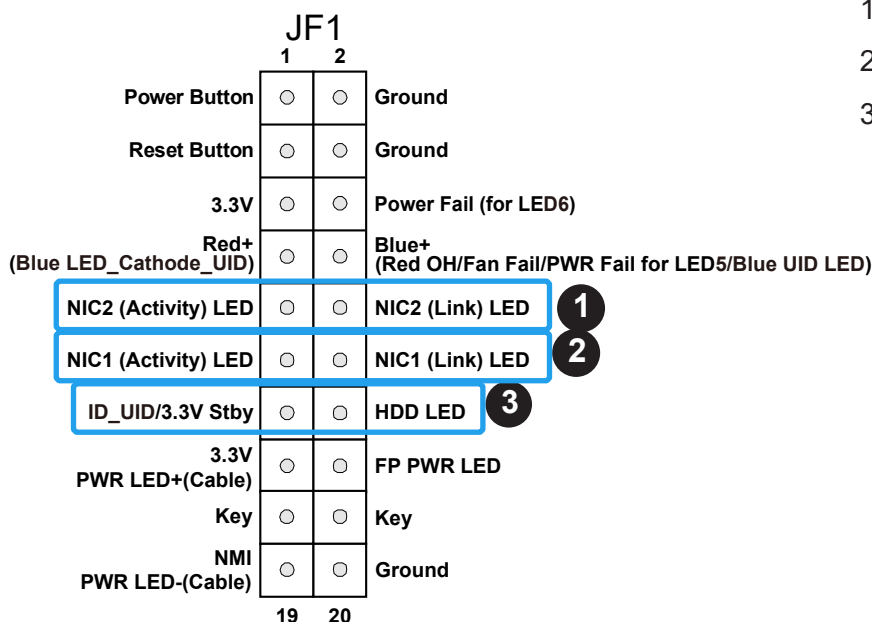 JF1
1 2
Power Button Ground
Reset Button Ground
3.3V Power Fail (for LED6)
Red+ Blue+
(Blue LED_Cathode_UID) (Red OH/Fan Fail/PWR Fail for LED5/Blue UID LED)
NIC2 (Activity) LED NIC2 (Link) LED 1
NIC1 (Activity) LED NIC1 (Link) LED 2
ID_UID/3.3V Stby HDD LED 3
3.3V
PWR LED+(Cable) FP PWR LED
Key Key
NMI
PWR LED-(Cable) Ground
19 20
1
2
3